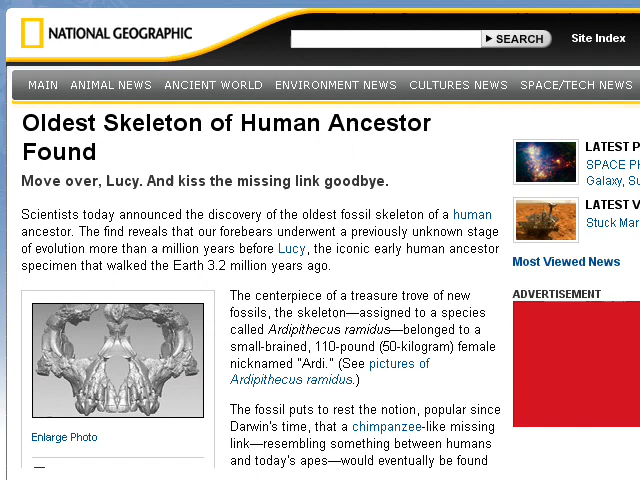 NATIONAL GEOGRAPHIC
SEARCH
Site Index
MAIN ANIMAL NEWS ANCIENT WORLD ENVIRONMENT NEWS CULTURES NEWS SPACE/TECH NEWS
Oldest Skeleton of Human Ancestor
Found
Move over, Lucy. And kiss the missing link goodbye.
Scientists today announced the discovery of the oldest fossil skeleton of a human
ancestor. The find reveals that our forebears underwent a previously unknown stage
of evolution more than a million years before Lucy, the iconic early human ancestor
specimen that walked the Earth 3.2 million years ago.
Enlarge Photo
The centerpiece of a treasure trove of new
fossils, the skeleton—assigned to a species
called Ardipithecus ramidus—belonged to a
small-brained, 110-pound (50-kilogram) female
nicknamed "Ardi." (See pictures of
Ardipithecus ramidus.)
The fossil puts to rest the notion, popular since
Darwin's time, that a chimpanzee-like missing
link—resembling something between humans
and today's apes—would eventually be found
LATEST P
SPACE PH
Galaxy, Su
LATEST V
Stuck Mar
Most Viewed News
ADVERTISEMENT